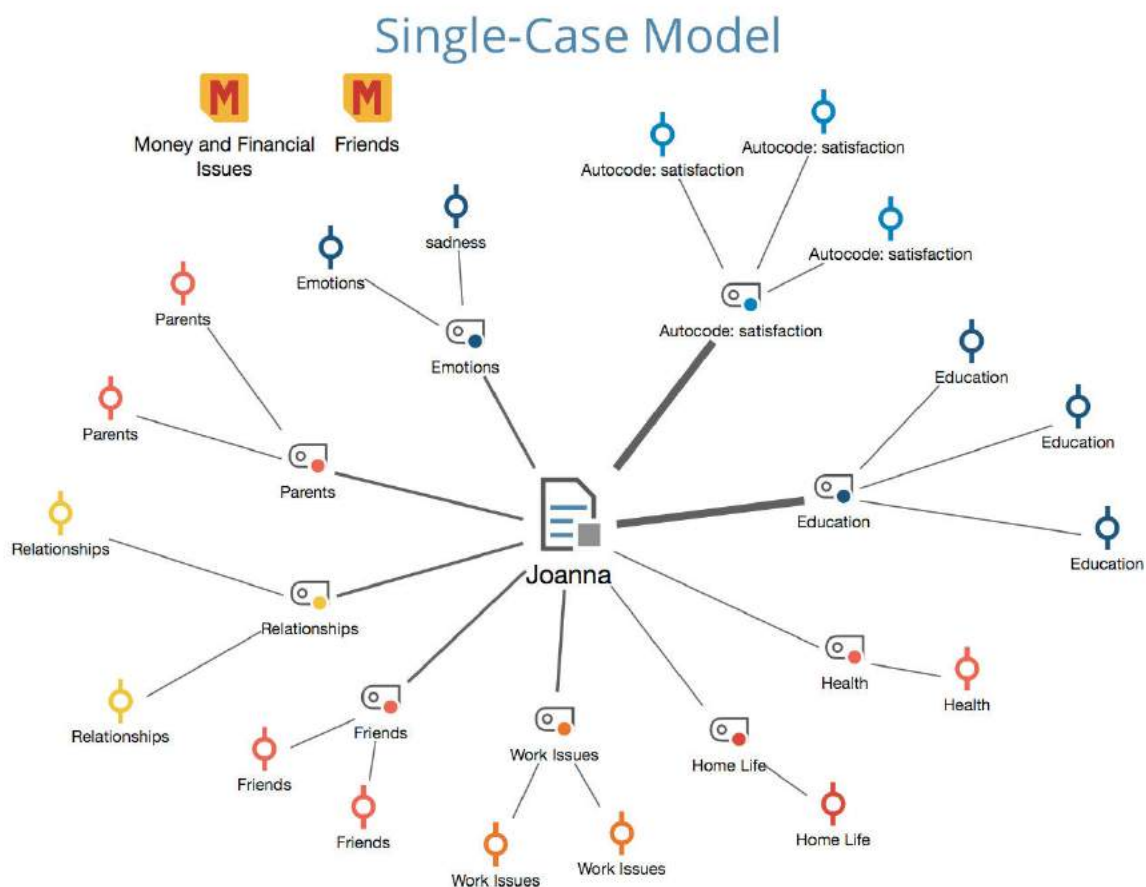 Single-Case Model
M
M
Money and Financial
Issues
Friends
Autocode: satisfaction
Autocode: satisfaction
Autocode: satisfaction
Autocode: satisfaction
sadness
Emotions
Emotions
Parents
Parents
Parents
Education
Education
Education
Education
Relationships
Relationships
Relationships
Joanna
Health
Health
Friends
Friends
Friends
Work Issues
Work Issues
Work Issues
Home Life
Home Life